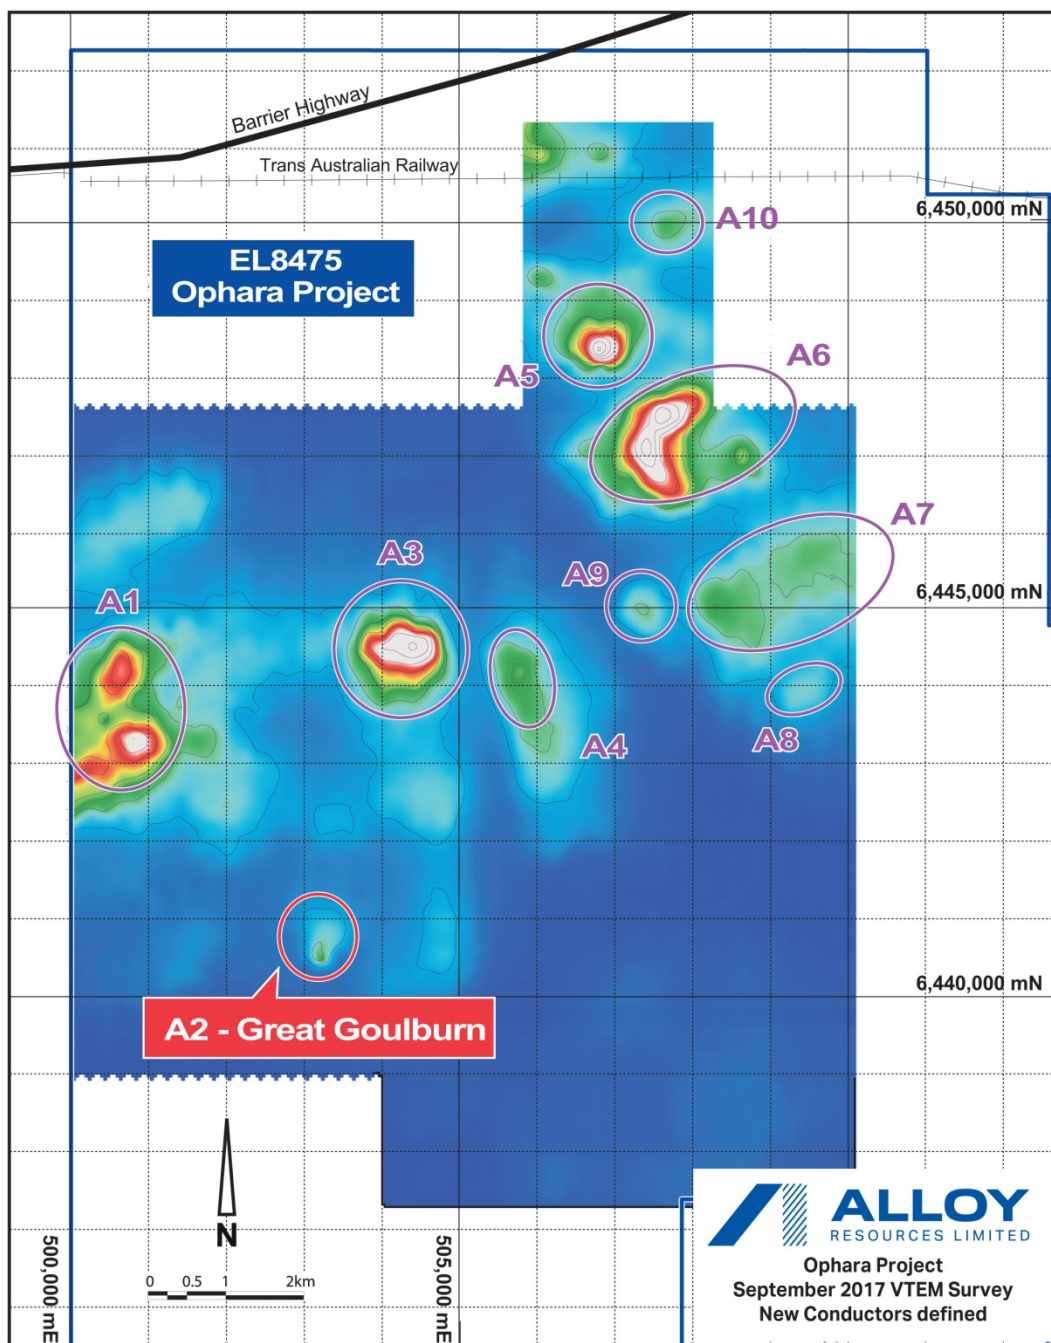 Barrier Highway
Trans Australian Railway
6,450,000 mN
A10
EL8475
Ophara Project
A5
A6
A7
A3
A9
A1
6,445,000 mN
A4
A8
6,440,000 mN
A2 - Great Goulburn
N
500,000 mE
505,000 mE
0 0.5 1 2km
ALLOY
RESOURCES LIMITED
Ophara Project
September 2017 VTEM Survey
New Conductors defined